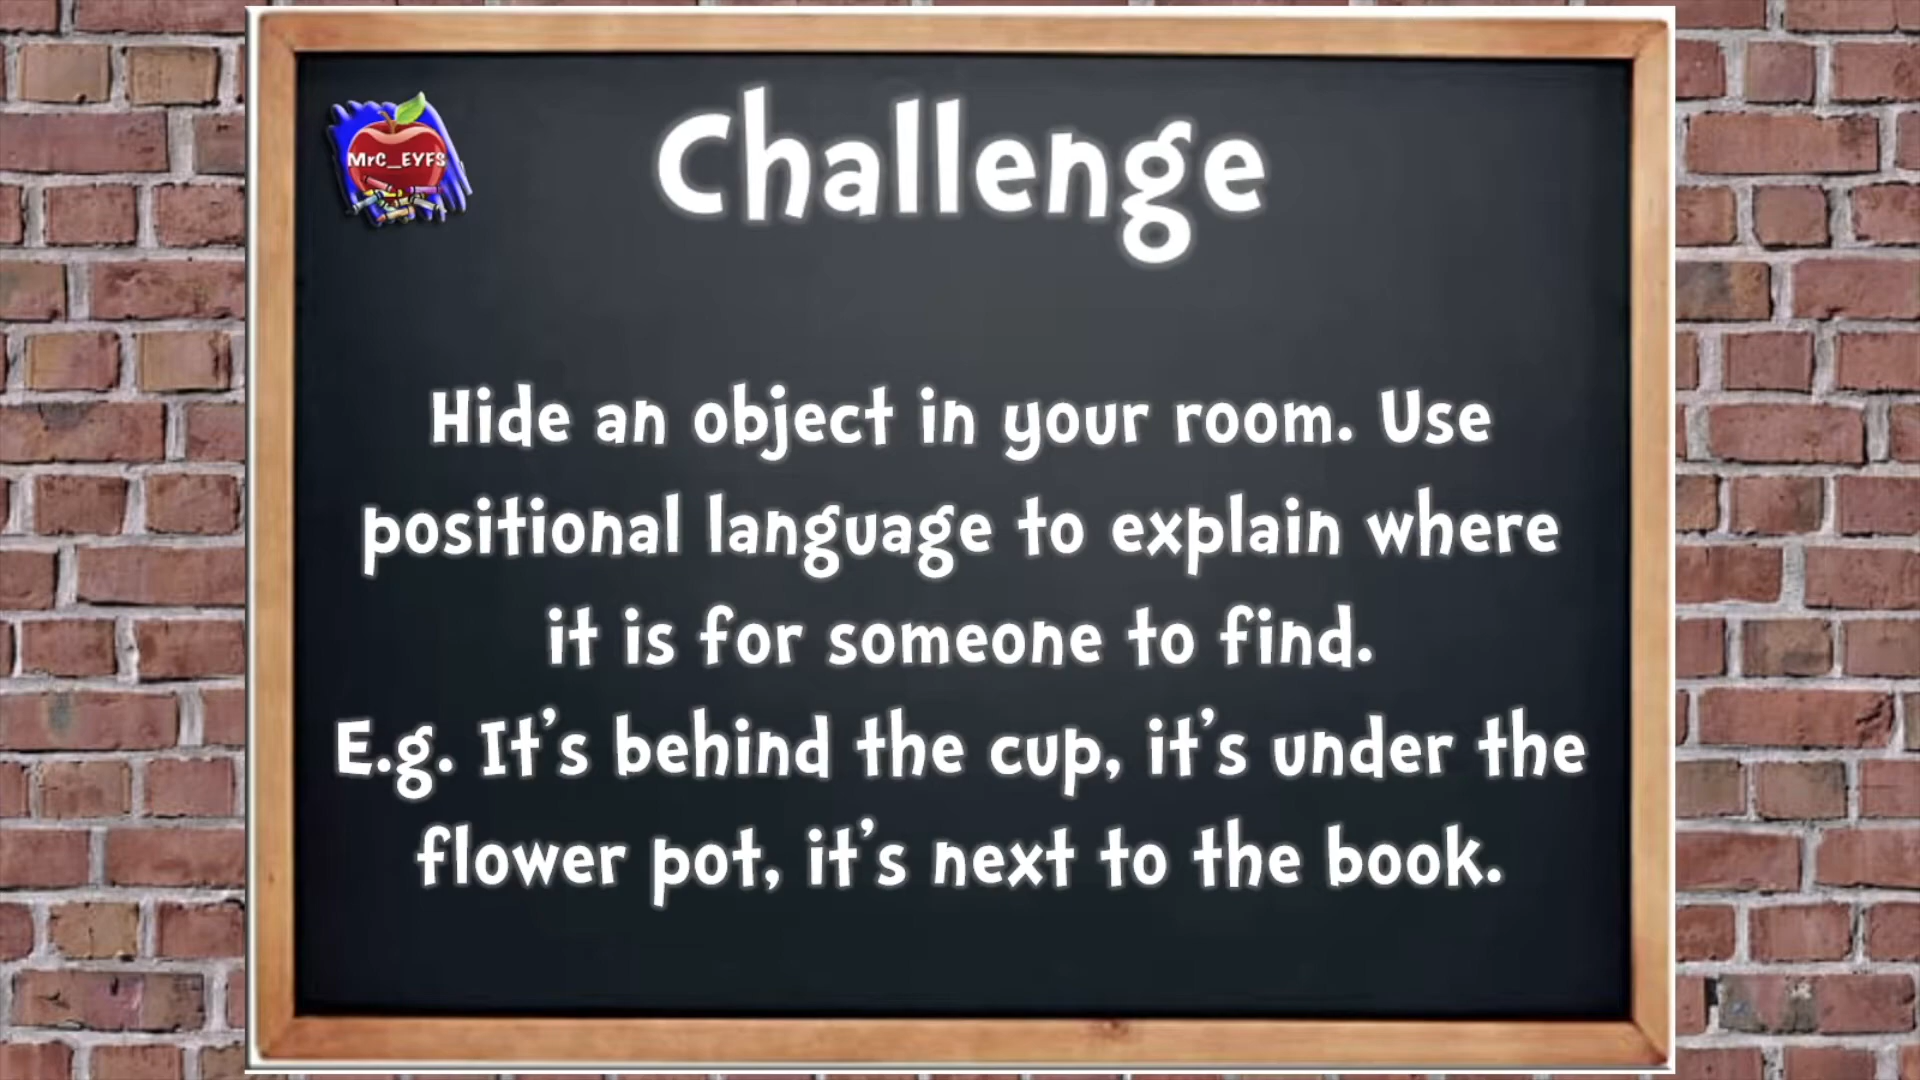 MrC_EYFS
Challenge
Hide an object in your room. Use
positional language to explain where
it is for someone to find.
E.g. It's behind the cup, it's under the
flower pot, it's next to the book.